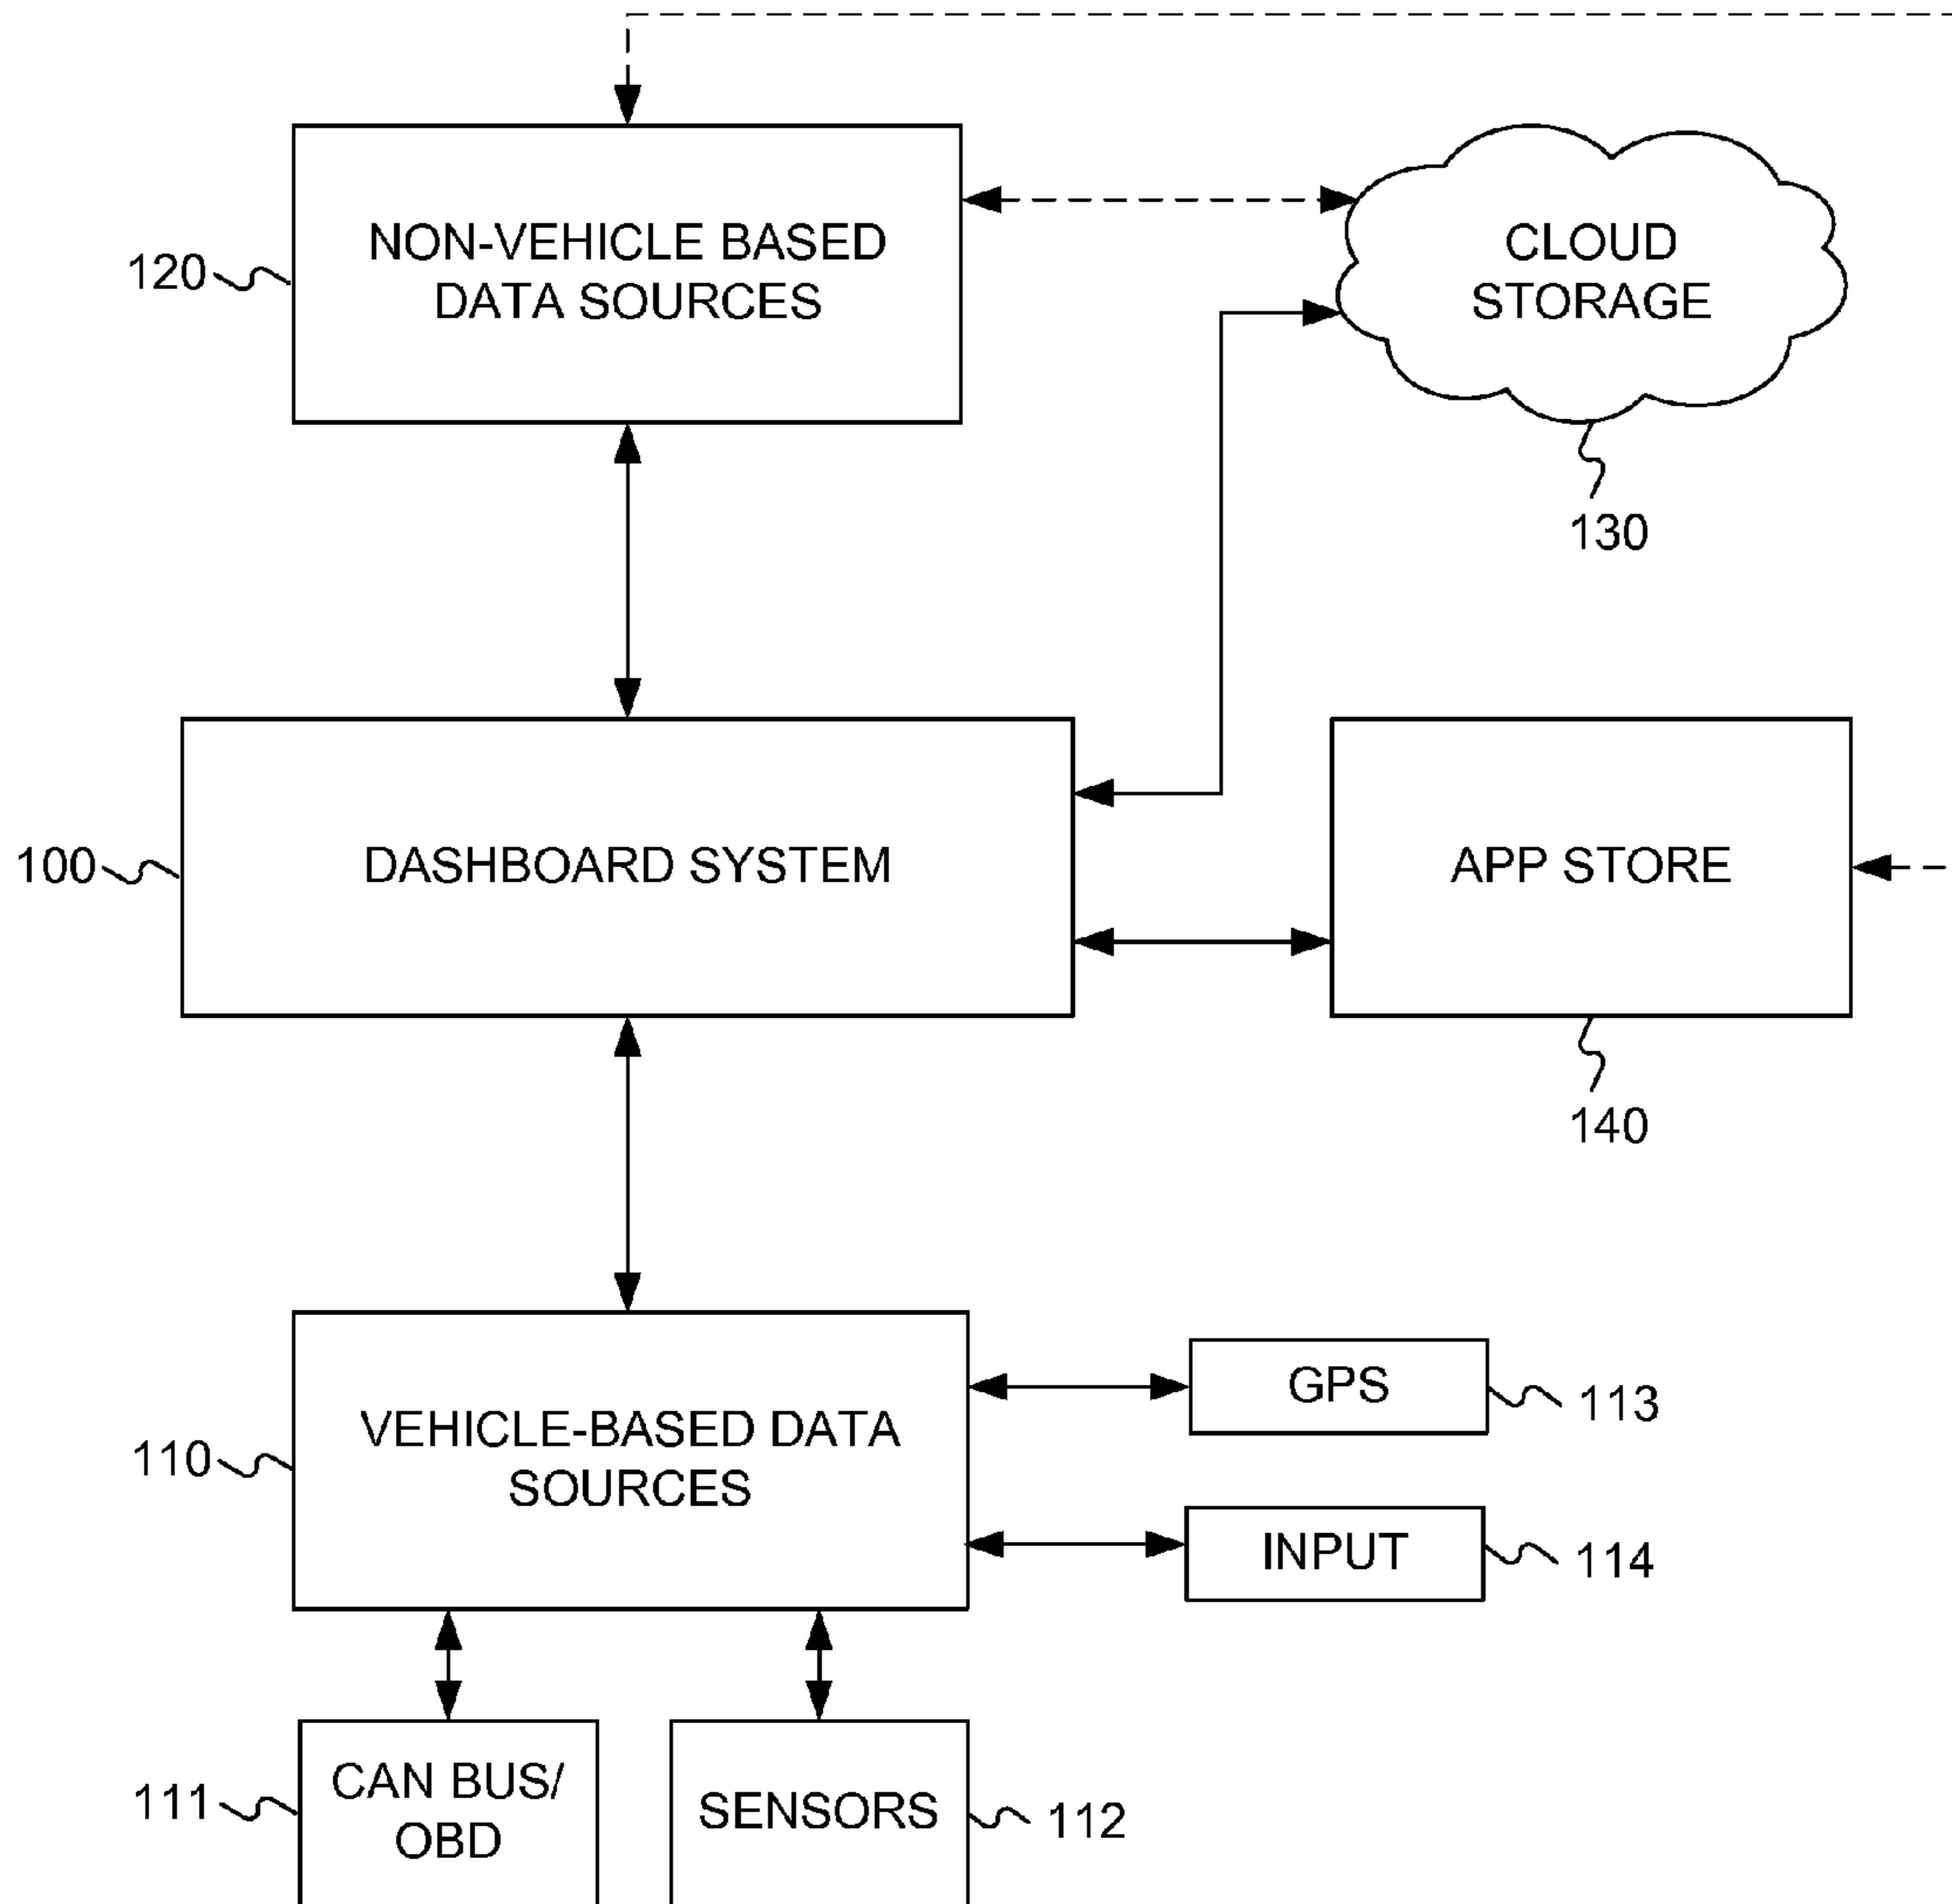 NON-VEHICLE BASED
DATA SOURCES
120
CLOUD
STORAGE
130
DASHBOARD SYSTEM
100
APP STORE
140
VEHICLE-BASED DATA
SOURCES
110
GPS
113
INPUT
114
CAN BUS/
OBD
111
SENSORS
112